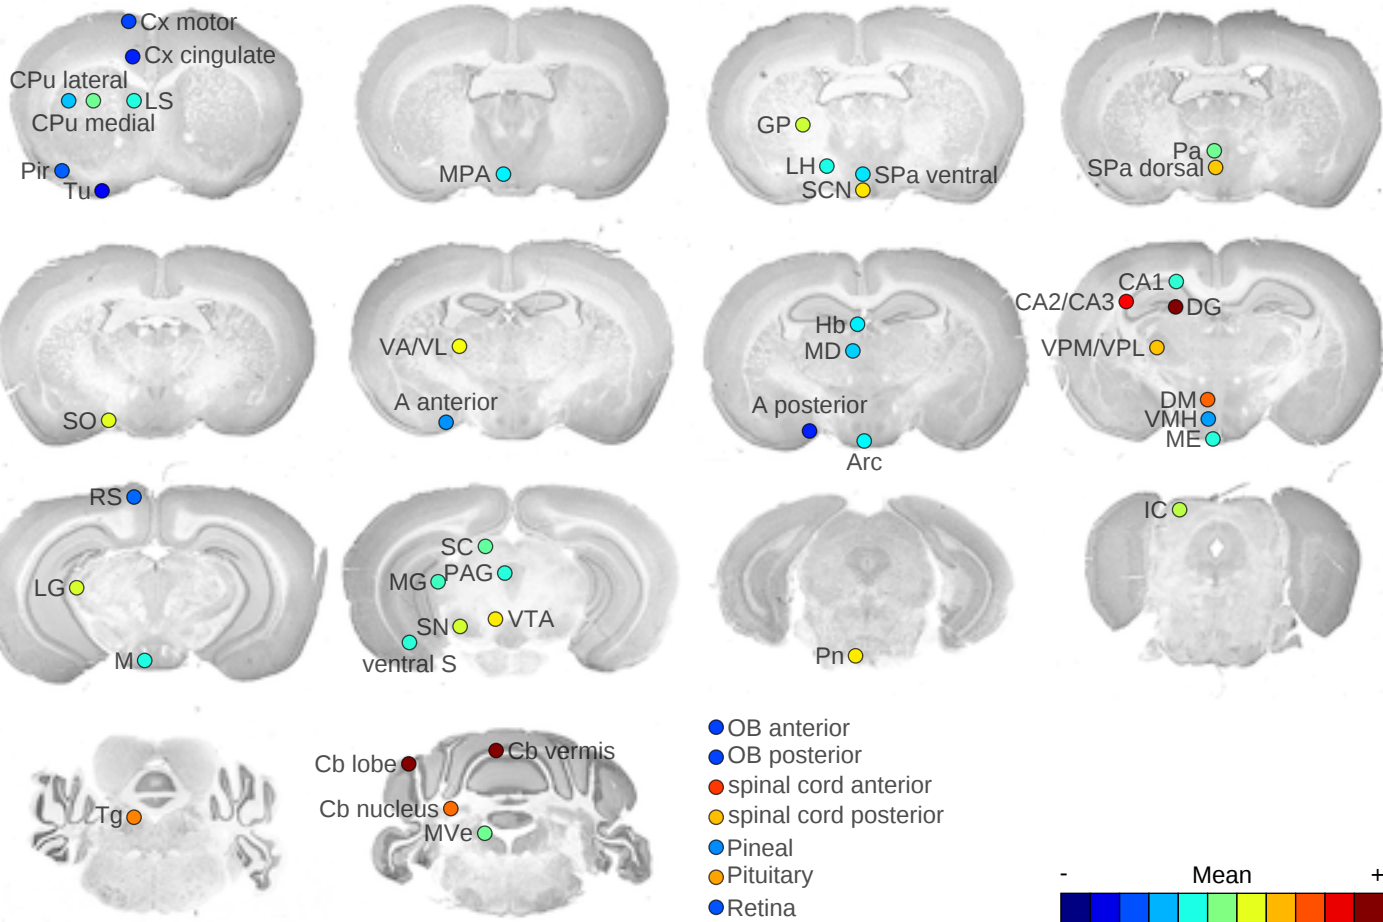 Cx motor
Cx cingulate
CPu lateral
LS
CPu medial
Pir
Tu
MPA
GP
LH
SPa ventral
SCN
Pa
SPa dorsal
SO
VA/VL
A anterior
Hb
MD
A posterior
Arc
CA1
CA2/CA3
DG
VPM/VPL
DM
VMH
ME
RS
LG
M
SC
MG
PAG
SN
VTA
ventral S
Pn
IC
Tg
Cb lobe
Cb vermis
Cb nucleus
MVe
OB anterior
OB posterior
spinal cord anterior
spinal cord posterior
Pineal
Pituitary
Retina
- Mean +